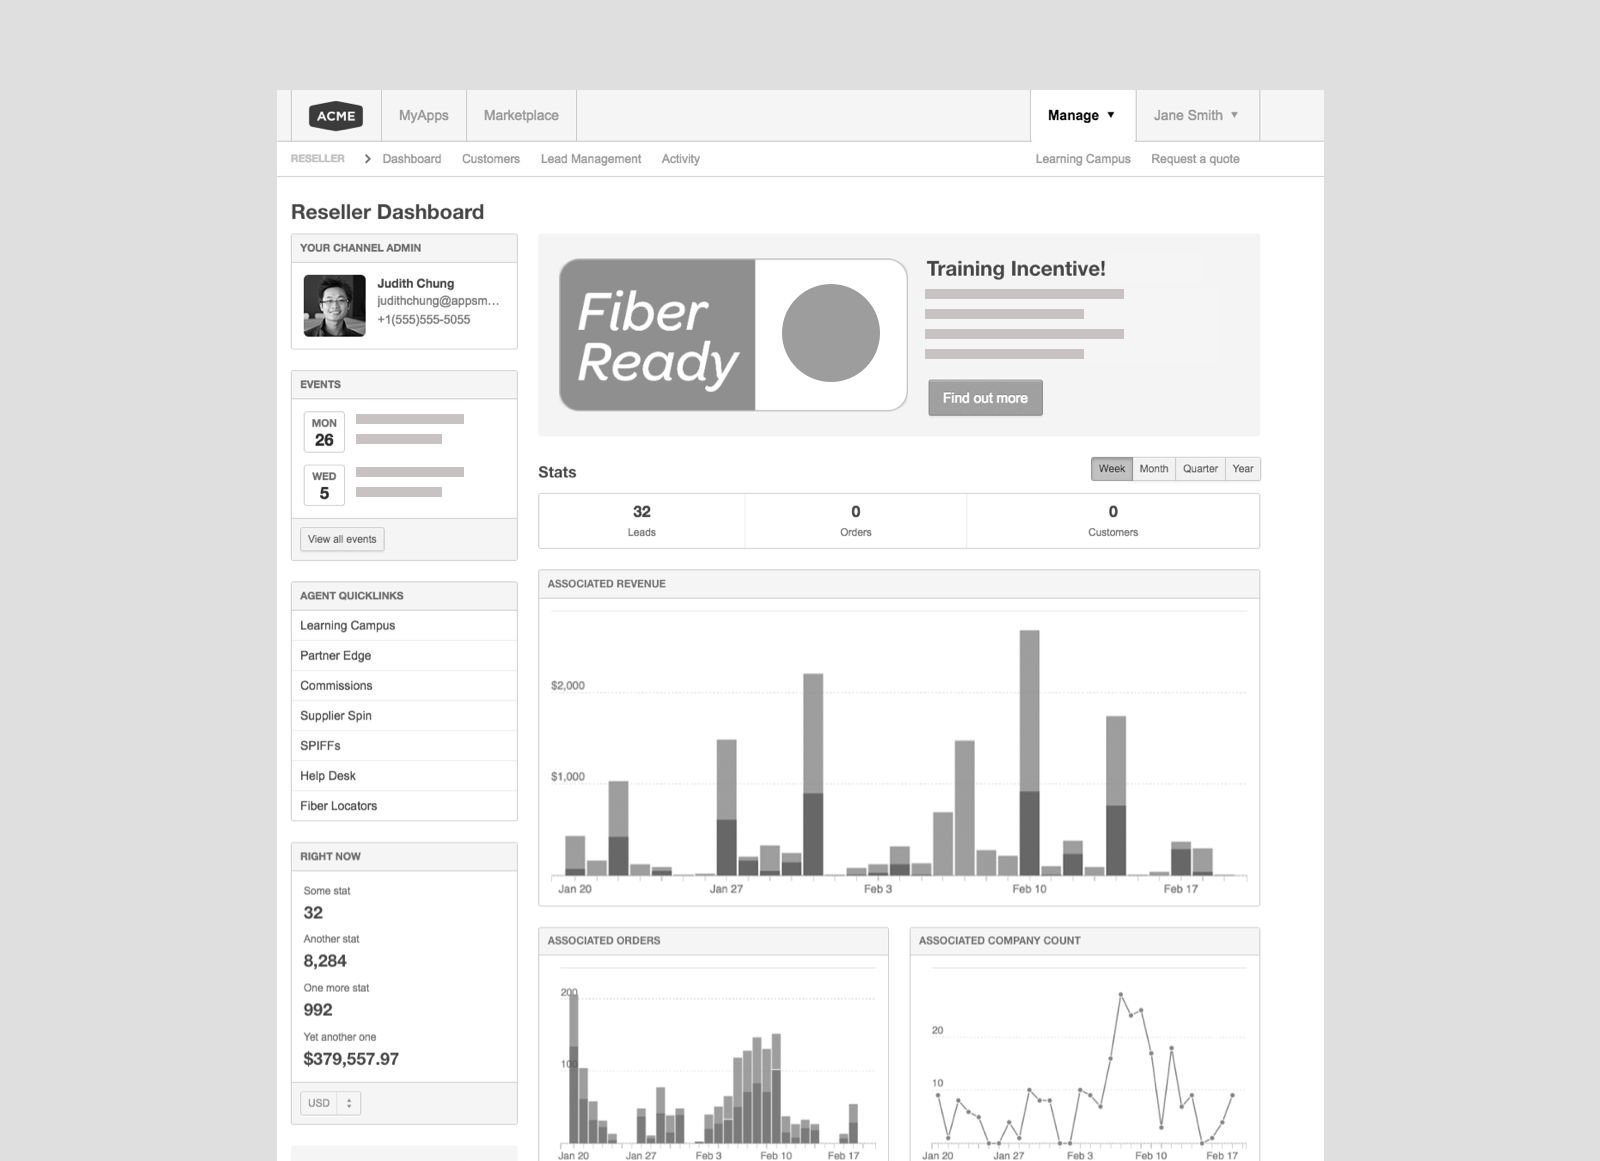 ACME
MyApps
Marketplace
Manage ▼
Jane Smith ▼
RESELLER
Dashboard
Customers
Lead Management
Activity
Learning Campus
Request a quote
Reseller Dashboard
YOUR CHANNEL ADMIN
Judith Chung
judithchung@appsm...
+1(555)555-5055
EVENTS
MON
26
WED
5
View all events
AGENT QUICKLINKS
Learning Campus
Partner Edge
Commissions
Supplier Spin
SPIFFs
Help Desk
Fiber Locators
RIGHT NOW
Some stat
32
Another stat
8,284
One more stat
992
Yet another one
$379,557.97
USD
Fiber
Ready
Training Incentive!
Find out more
Stats
Week
Month
Quarter
Year
32
Leads
0
Orders
0
Customers
ASSOCIATED REVENUE
$2,000
$1,000
Jan 20
Jan 27
Feb 3
Feb 10
Feb 17
ASSOCIATED ORDERS
200
100
Jan 20
Jan 27
Feb 3
Feb 10
Feb 17
ASSOCIATED COMPANY COUNT
20
10
Jan 20
Jan 27
Feb 3
Feb 10
Feb 17